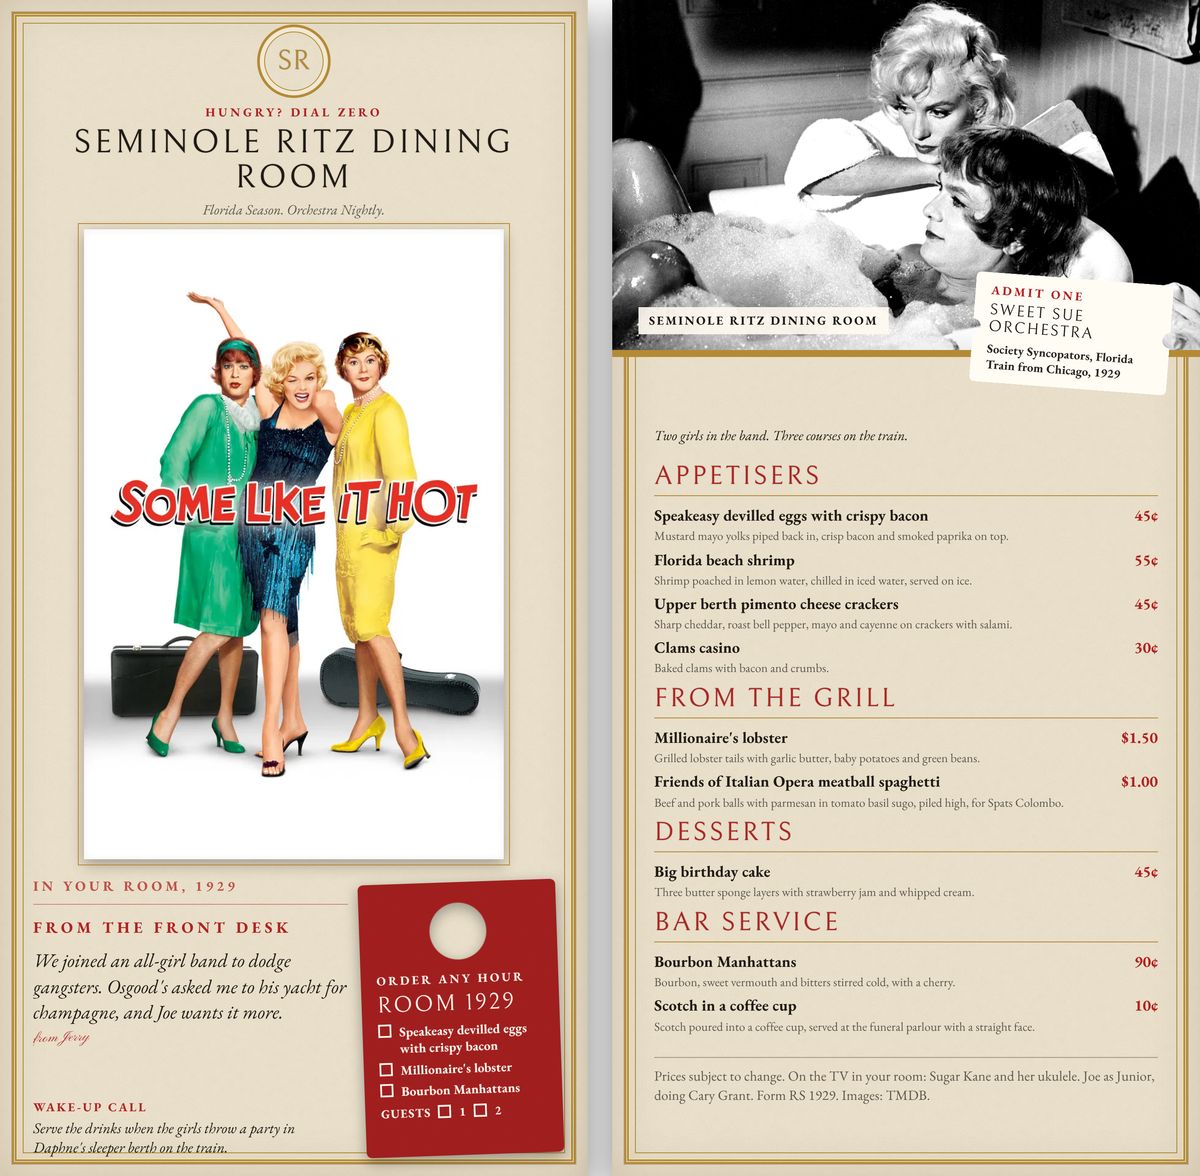 SR
HUNGRY? DIAL ZERO
SEMINOLE RITZ DINING
ROOM
Florida Season. Orchestra Nightly.
SOME LIKE IT HOT
IN YOUR ROOM, 1929
FROM THE FRONT DESK
We joined an all-girl band to dodge
gangsters. Osgood's asked me to his yacht for
champagne, and Joe wants it more.
from Jerry
WAKE-UP CALL
Serve the drinks when the girls throw a party in
Daphne's sleeper berth on the train.
ORDER ANY HOUR
ROOM 1929
Speakeasy devilled eggs
with crispy bacon
Millionaire's lobster
Bourbon Manhattans
GUESTS 1 2
SEMINOLE RITZ DINING ROOM
ADMIT ONE
SWEET SUE
ORCHESTRA
Society Syncopators, Florida
Train from Chicago, 1929
Two girls in the band. Three courses on the train.
APPETISERS
Speakeasy devilled eggs with crispy bacon 45¢
Mustard mayo yolks piped back in, crisp bacon and smoked paprika on top.
Florida beach shrimp 55¢
Shrimp poached in lemon water, chilled in iced water, served on ice.
Upper berth pimento cheese crackers 45¢
Sharp cheddar, roast bell pepper, mayo and cayenne on crackers with salami.
Clams casino 30¢
Baked clams with bacon and crumbs.
FROM THE GRILL
Millionaire's lobster $1.50
Grilled lobster tails with garlic butter, baby potatoes and green beans.
Friends of Italian Opera meatball spaghetti $1.00
Beef and pork balls with parmesan in tomato basil sugo, piled high, for Spats Colombo.
DESSERTS
Big birthday cake 45¢
Three butter sponge layers with strawberry jam and whipped cream.
BAR SERVICE
Bourbon Manhattans 90¢
Bourbon, sweet vermouth and bitters stirred cold, with a cherry.
Scotch in a coffee cup 10¢
Scotch poured into a coffee cup, served at the funeral parlour with a straight face.
Prices subject to change. On the TV in your room: Sugar Kane and her ukulele. Joe as Junior,
doing Cary Grant. Form RS 1929. Images: TMDB.